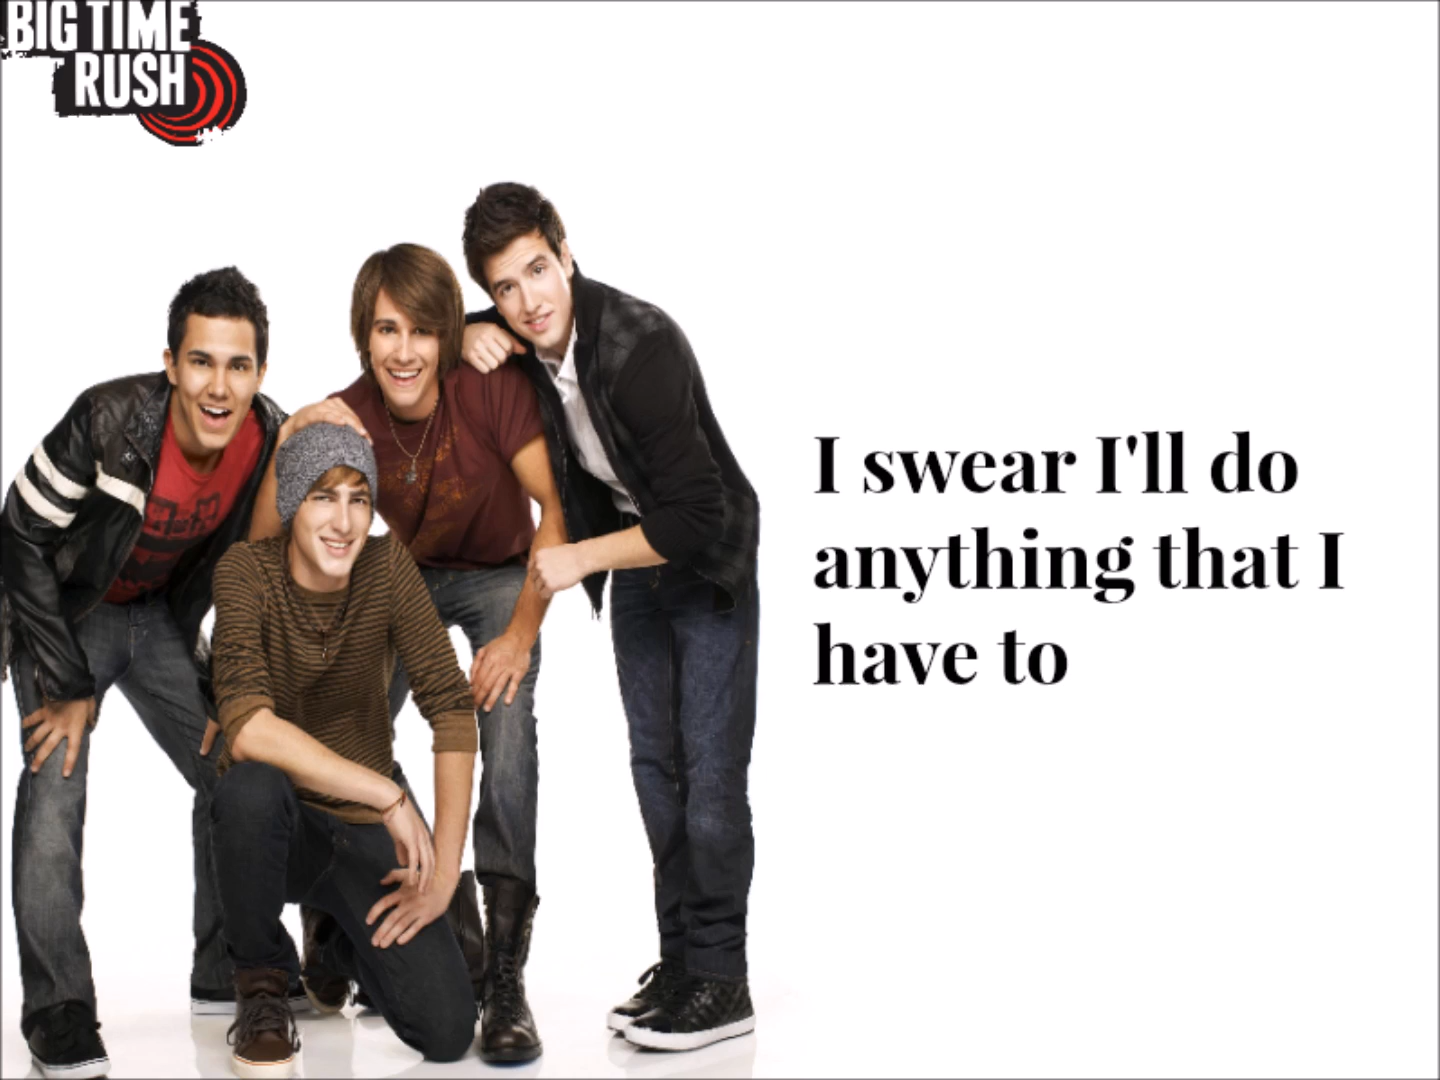 BIG TIME
RUSH
I swear I'll do
anything that I
have to